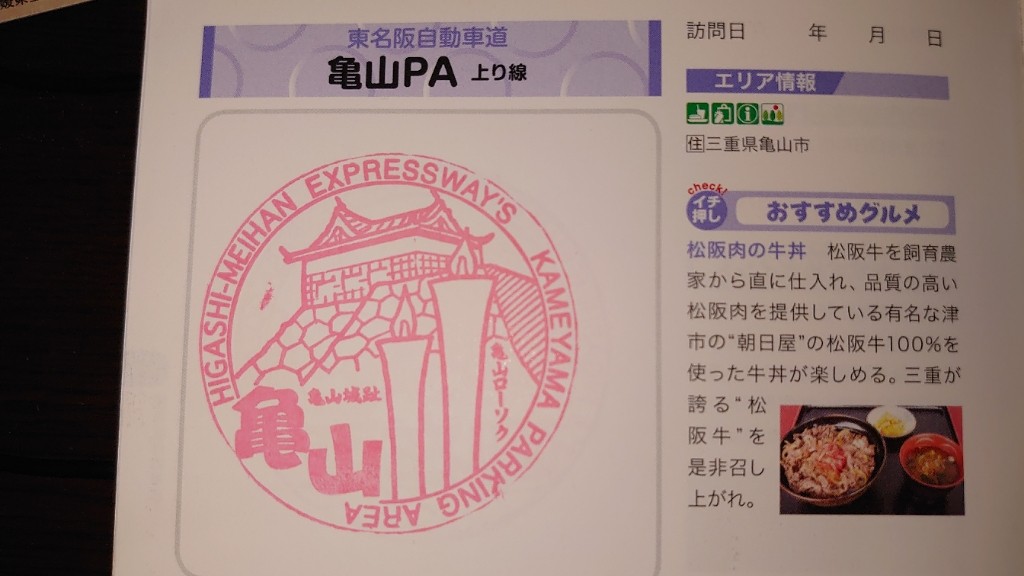 東名阪自動車道
亀山PA 上り線
HIGASHI-MEIHAN EXPRESSWAY'S KAMEYAMA PARKING AREA
亀山城趾
亀山ローソク
亀山
訪問日 年 月 日
エリア情報
住三重県亀山市
check!
イチ押し
おすすめグルメ
松阪肉の牛丼 松阪牛を飼育農
家から直に仕入れ、品質の高い
松阪肉を提供している有名な津
市の“朝日屋”の松阪牛100%を
使った牛丼が楽しめる。三重が
誇る“松
阪牛”を
是非召し
上がれ。